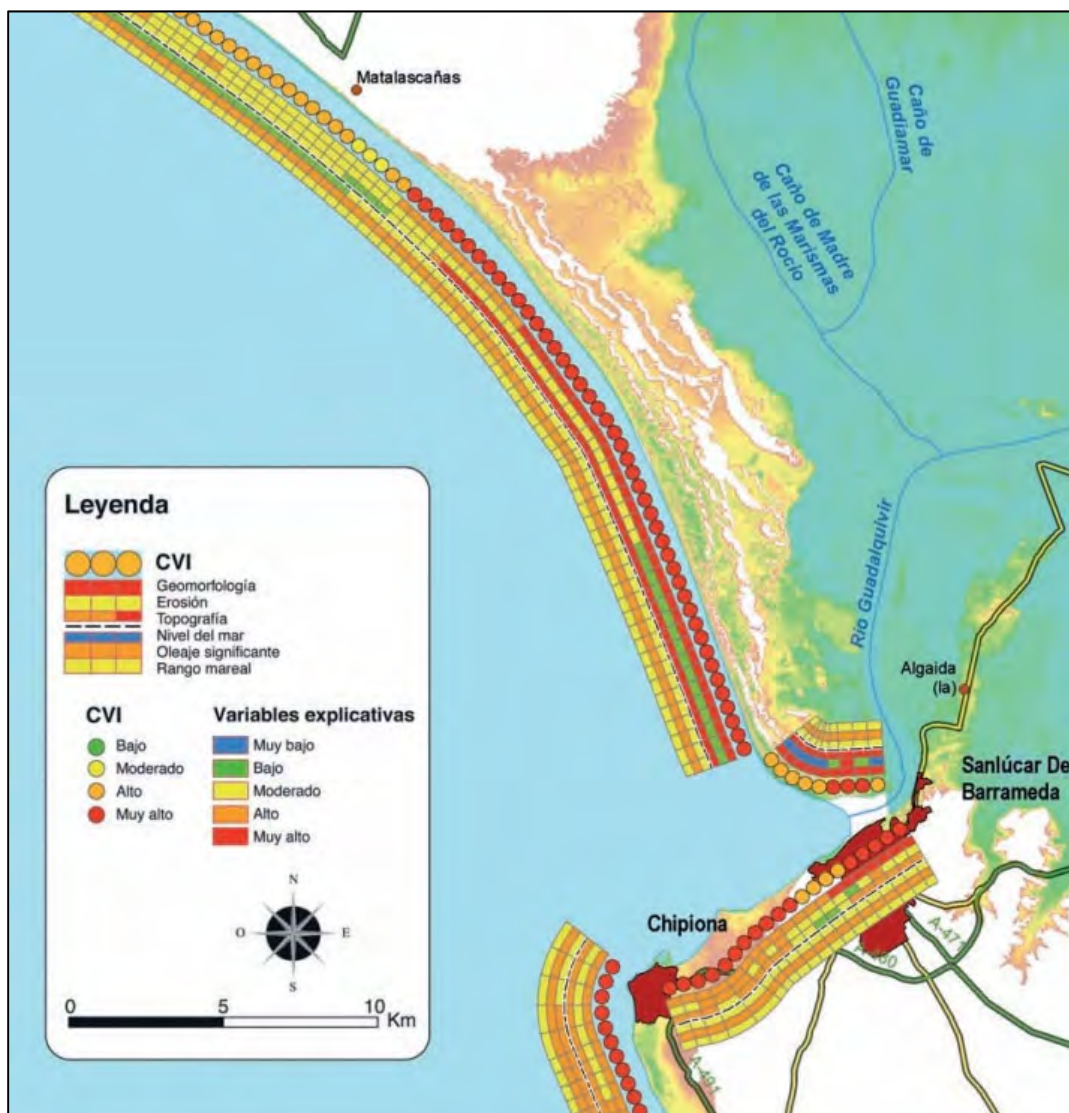 Matalascañas
Caño de
Guadiamar
Caño de Madre
de las Marismas
del Rocío
Río Guadalquivir
Algaida
(la)
Sanlúcar De
Barrameda
Chipiona
A-471
A-480
A-491
Leyenda
CVI
Geomorfología
Erosión
Topografía
Nivel del mar
Oleaje significante
Rango mareal
CVI
Bajo
Moderado
Alto
Muy alto
Variables explicativas
Muy bajo
Bajo
Moderado
Alto
Muy alto
N
O
E
S
0 5 10
Km